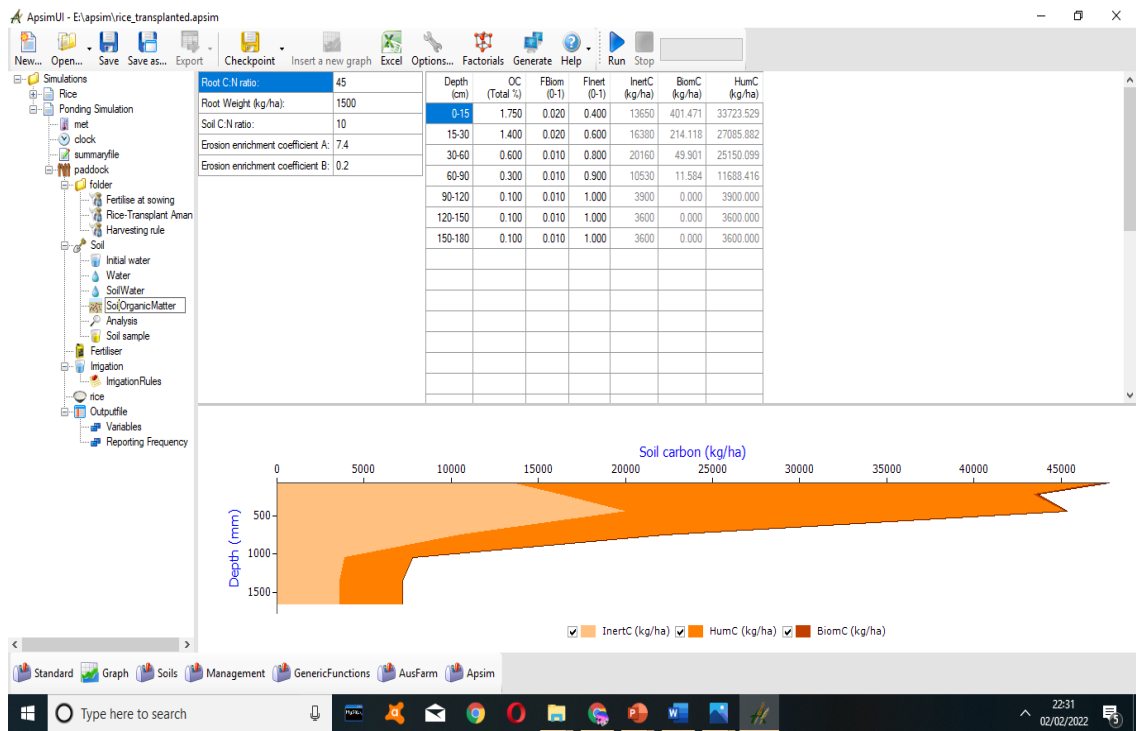 ApsimUI - E:\apsim\rice_transplanted.apsim
New... Open... Save Save as... Export Checkpoint Insert a new graph Excel Options... Factorials Generate Help Run Stop
Simulations
Rice
Ponding Simulation
met
clock
summaryfile
paddock
folder
Fertilise at sowing
Rice-Transplant Aman
Harvesting rule
Soil
Initial water
Water
SoilWater
SoilOrganicMatter
Analysis
Soil sample
Fertiliser
Irrigation
IrrigationRules
rice
Outputfile
Variables
Reporting Frequency
Root C:N ratio: 45
Root Weight (kg/ha): 1500
Soil C:N ratio: 10
Erosion enrichment coefficient A: 7.4
Erosion enrichment coefficient B: 0.2
Depth OC FBiom FInert InertC BiomC HumC
(cm) (Total %) (0-1) (0-1) (kg/ha) (kg/ha) (kg/ha)
0-15 1.750 0.020 0.400 13650 401.471 33723.529
15-30 1.400 0.020 0.600 16380 214.118 27085.882
30-60 0.600 0.010 0.800 20160 49.901 25150.099
60-90 0.300 0.010 0.900 10530 11.584 11688.416
90-120 0.100 0.010 1.000 3900 0.000 3900.000
120-150 0.100 0.010 1.000 3600 0.000 3600.000
150-180 0.100 0.010 1.000 3600 0.000 3600.000
Soil carbon (kg/ha)
0 5000 10000 15000 20000 25000 30000 35000 40000 45000
Depth (mm)
500
1000
1500
InertC (kg/ha) HumC (kg/ha) BiomC (kg/ha)
Standard Graph Soils Management GenericFunctions AusFarm Apsim
Type here to search
22:31
02/02/2022
5